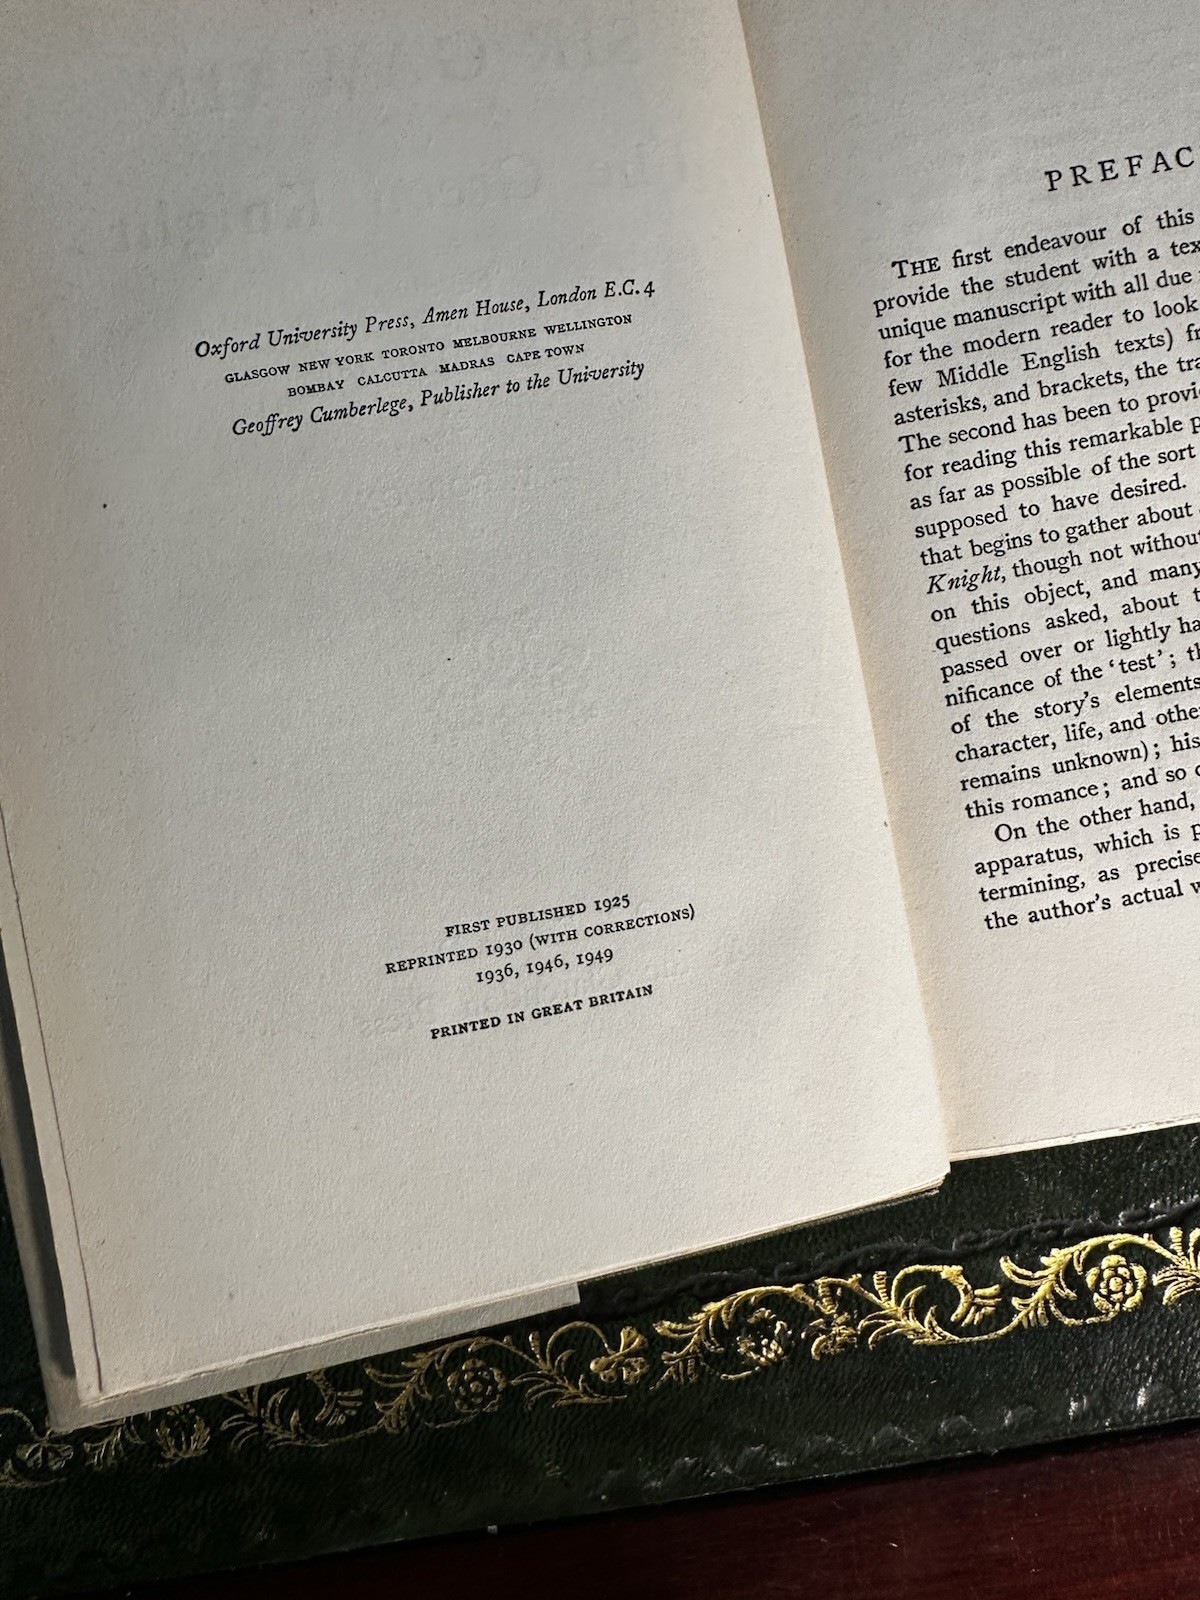 Oxford University Press, Amen House, London E.C. 4
GLASGOW NEW YORK TORONTO MELBOURNE WELLINGTON
BOMBAY CALCUTTA MADRAS CAPE TOWN
Geoffrey Cumberlege, Publisher to the University
FIRST PUBLISHED 1925
REPRINTED 1930 (WITH CORRECTIONS)
1936, 1946, 1949
PRINTED IN GREAT BRITAIN
PREFAC
THE first endeavour of this
provide the student with a tex
unique manuscript with all due
for the modern reader to look
few Middle English texts) fr
asterisks, and brackets, the tra
The second has been to provi
for reading this remarkable p
as far as possible of the sort
supposed to have desired.
that begins to gather about
Knight, though not without
on this object, and many
questions asked, about t
passed over or lightly ha
nificance of the ‘test’; th
of the story’s elements
character, life, and othe
remains unknown); his
this romance; and so o
On the other hand,
apparatus, which is p
termining, as precise
the author’s actual w